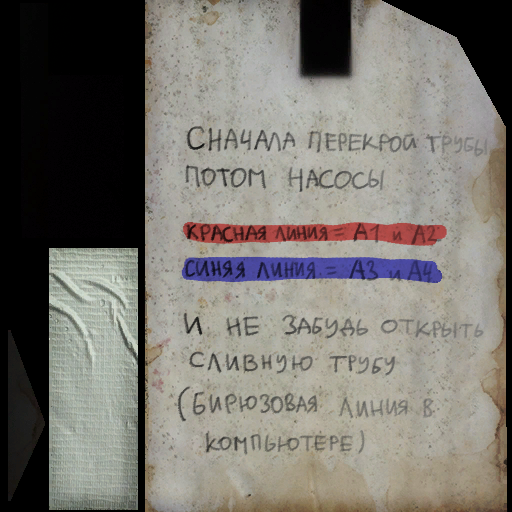 СНАЧАЛА ПЕРЕКРОЙ ТРУБЫ
ПОТОМ НАСОСЫ
КРАСНАЯ ЛИНИЯ = А1 и А2
СИНЯЯ ЛИНИЯ = А3 и А4
И НЕ ЗАБУДЬ ОТКРЫТЬ
СЛИВНУЮ ТРУБУ
(БИРЮЗОВАЯ ЛИНИЯ В
КОМПЬЮТЕРЕ)